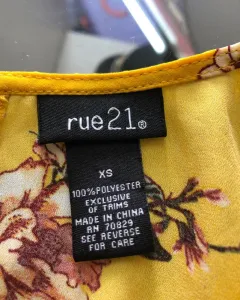 rue21®
XS
100%POLYESTER
EXCLUSIVE
OF TRIMS
MADE IN CHINA
RN 70829
SEE REVERSE
FOR CARE